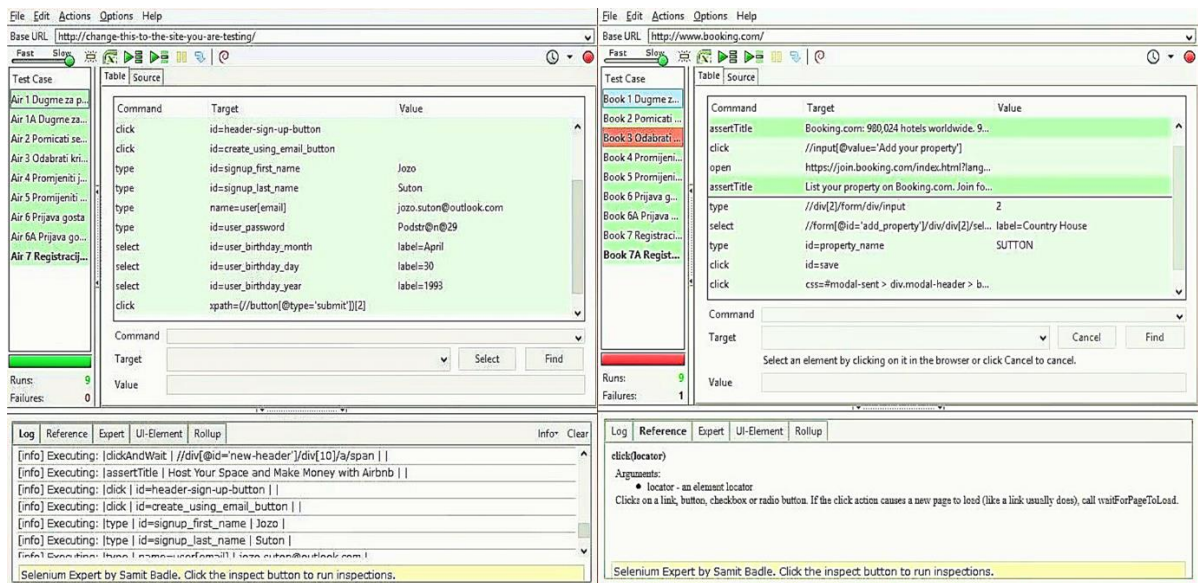 File Edit Actions Options Help
Base URL http://change-this-to-the-site-you-are-testing/
Fast Slow
Test Case
Air 1 Dugme za p...
Air 1A Dugme za...
Air 2 Pomicati se...
Air 3 Odabrati kri...
Air 4 Promjeniti j...
Air 5 Promjeniti ...
Air 6 Prijava gosta
Air 6A Prijava go...
Air 7 Registracij...
Runs: 9
Failures: 0
Table Source
Command Target Value
click id=header-sign-up-button
click id=create_using_email_button
type id=signup_first_name Jozo
type id=signup_last_name Suton
type name=user[email] jozo.suton@outlook.com
type id=user_password Podstr@n@29
select id=user_birthday_month label=April
select id=user_birthday_day label=30
select id=user_birthday_year label=1993
click xpath=(//button[@type='submit'])[2]
Command
Target Select Find
Value
Log Reference Expert UI-Element Rollup Info Clear
[info] Executing: |clickAndWait | //div[@id='new-header']/div[10]/a/span | |
[info] Executing: |assertTitle | Host Your Space and Make Money with Airbnb | |
[info] Executing: |click | id=header-sign-up-button | |
[info] Executing: |click | id=create_using_email_button | |
[info] Executing: |type | id=signup_first_name | Jozo |
[info] Executing: |type | id=signup_last_name | Suton |
[info] Executing: |type | name=user[email] | jozo.suton@outlook.com |
Selenium Expert by Samit Badle. Click the inspect button to run inspections.
File Edit Actions Options Help
Base URL http://www.booking.com/
Fast Slow
Test Case
Book 1 Dugme z...
Book 2 Pomicati ...
Book 3 Odabrati...
Book 4 Promijeni...
Book 5 Promijeni...
Book 6 Prijava g...
Book 6A Prijava ...
Book 7 Registraci...
Book 7A Regist...
Runs: 9
Failures: 1
Table Source
Command Target Value
assertTitle Booking.com: 980,024 hotels worldwide. 9...
click //input[@value='Add your property']
open https://join.booking.com/index.html?lang...
assertTitle List your property on Booking.com. Join fo...
type //div[2]/form/div/input 2
select //form[@id='add_property']/div/div[2]/sel... label=Country House
type id=property_name SUTTON
click id=save
click css=#modal-sent > div.modal-header > b...
Command
Target Cancel Find
Select an element by clicking on it in the browser or click Cancel to cancel.
Value
Log Reference Expert UI-Element Rollup
click(locator)
Arguments:
locator - an element locator
Clicks on a link, button, checkbox or radio button. If the click action causes a new page to load (like a link usually does), call waitForPageToLoad.
Selenium Expert by Samit Badle. Click the inspect button to run inspections.